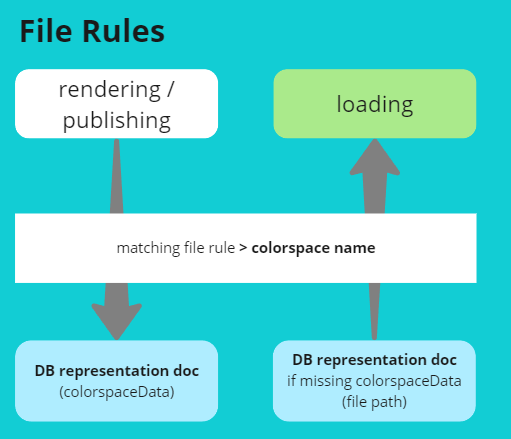 File Rules
rendering /
publishing
loading
matching file rule > colorspace name
DB representation doc
(colorspaceData)
DB representation doc
if missing colorspaceData
(file path)